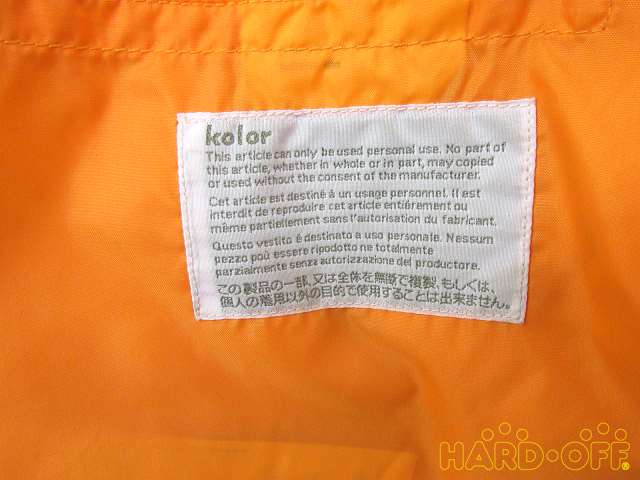 kolor
This article can only be used personal use. No part of
this article, whether in whole or in part, may copied
or used without the consent of the manufacturer.
Cet article est destiné à un usage personnel. Il est
interdit de reproduire cet article entiérement ou
même partiellement sans l'autorisation du fabricant.
Questo vestito é destinato a uso personale. Nessun
pezzo può essere ripdotto ne totalmente
parzialmente senza autorizzazione del productore.
この製品の一部、又は全体を無断で複製、もしくは、
個人の着用以外の目的で使用することは出来ません。
HARD·OFF